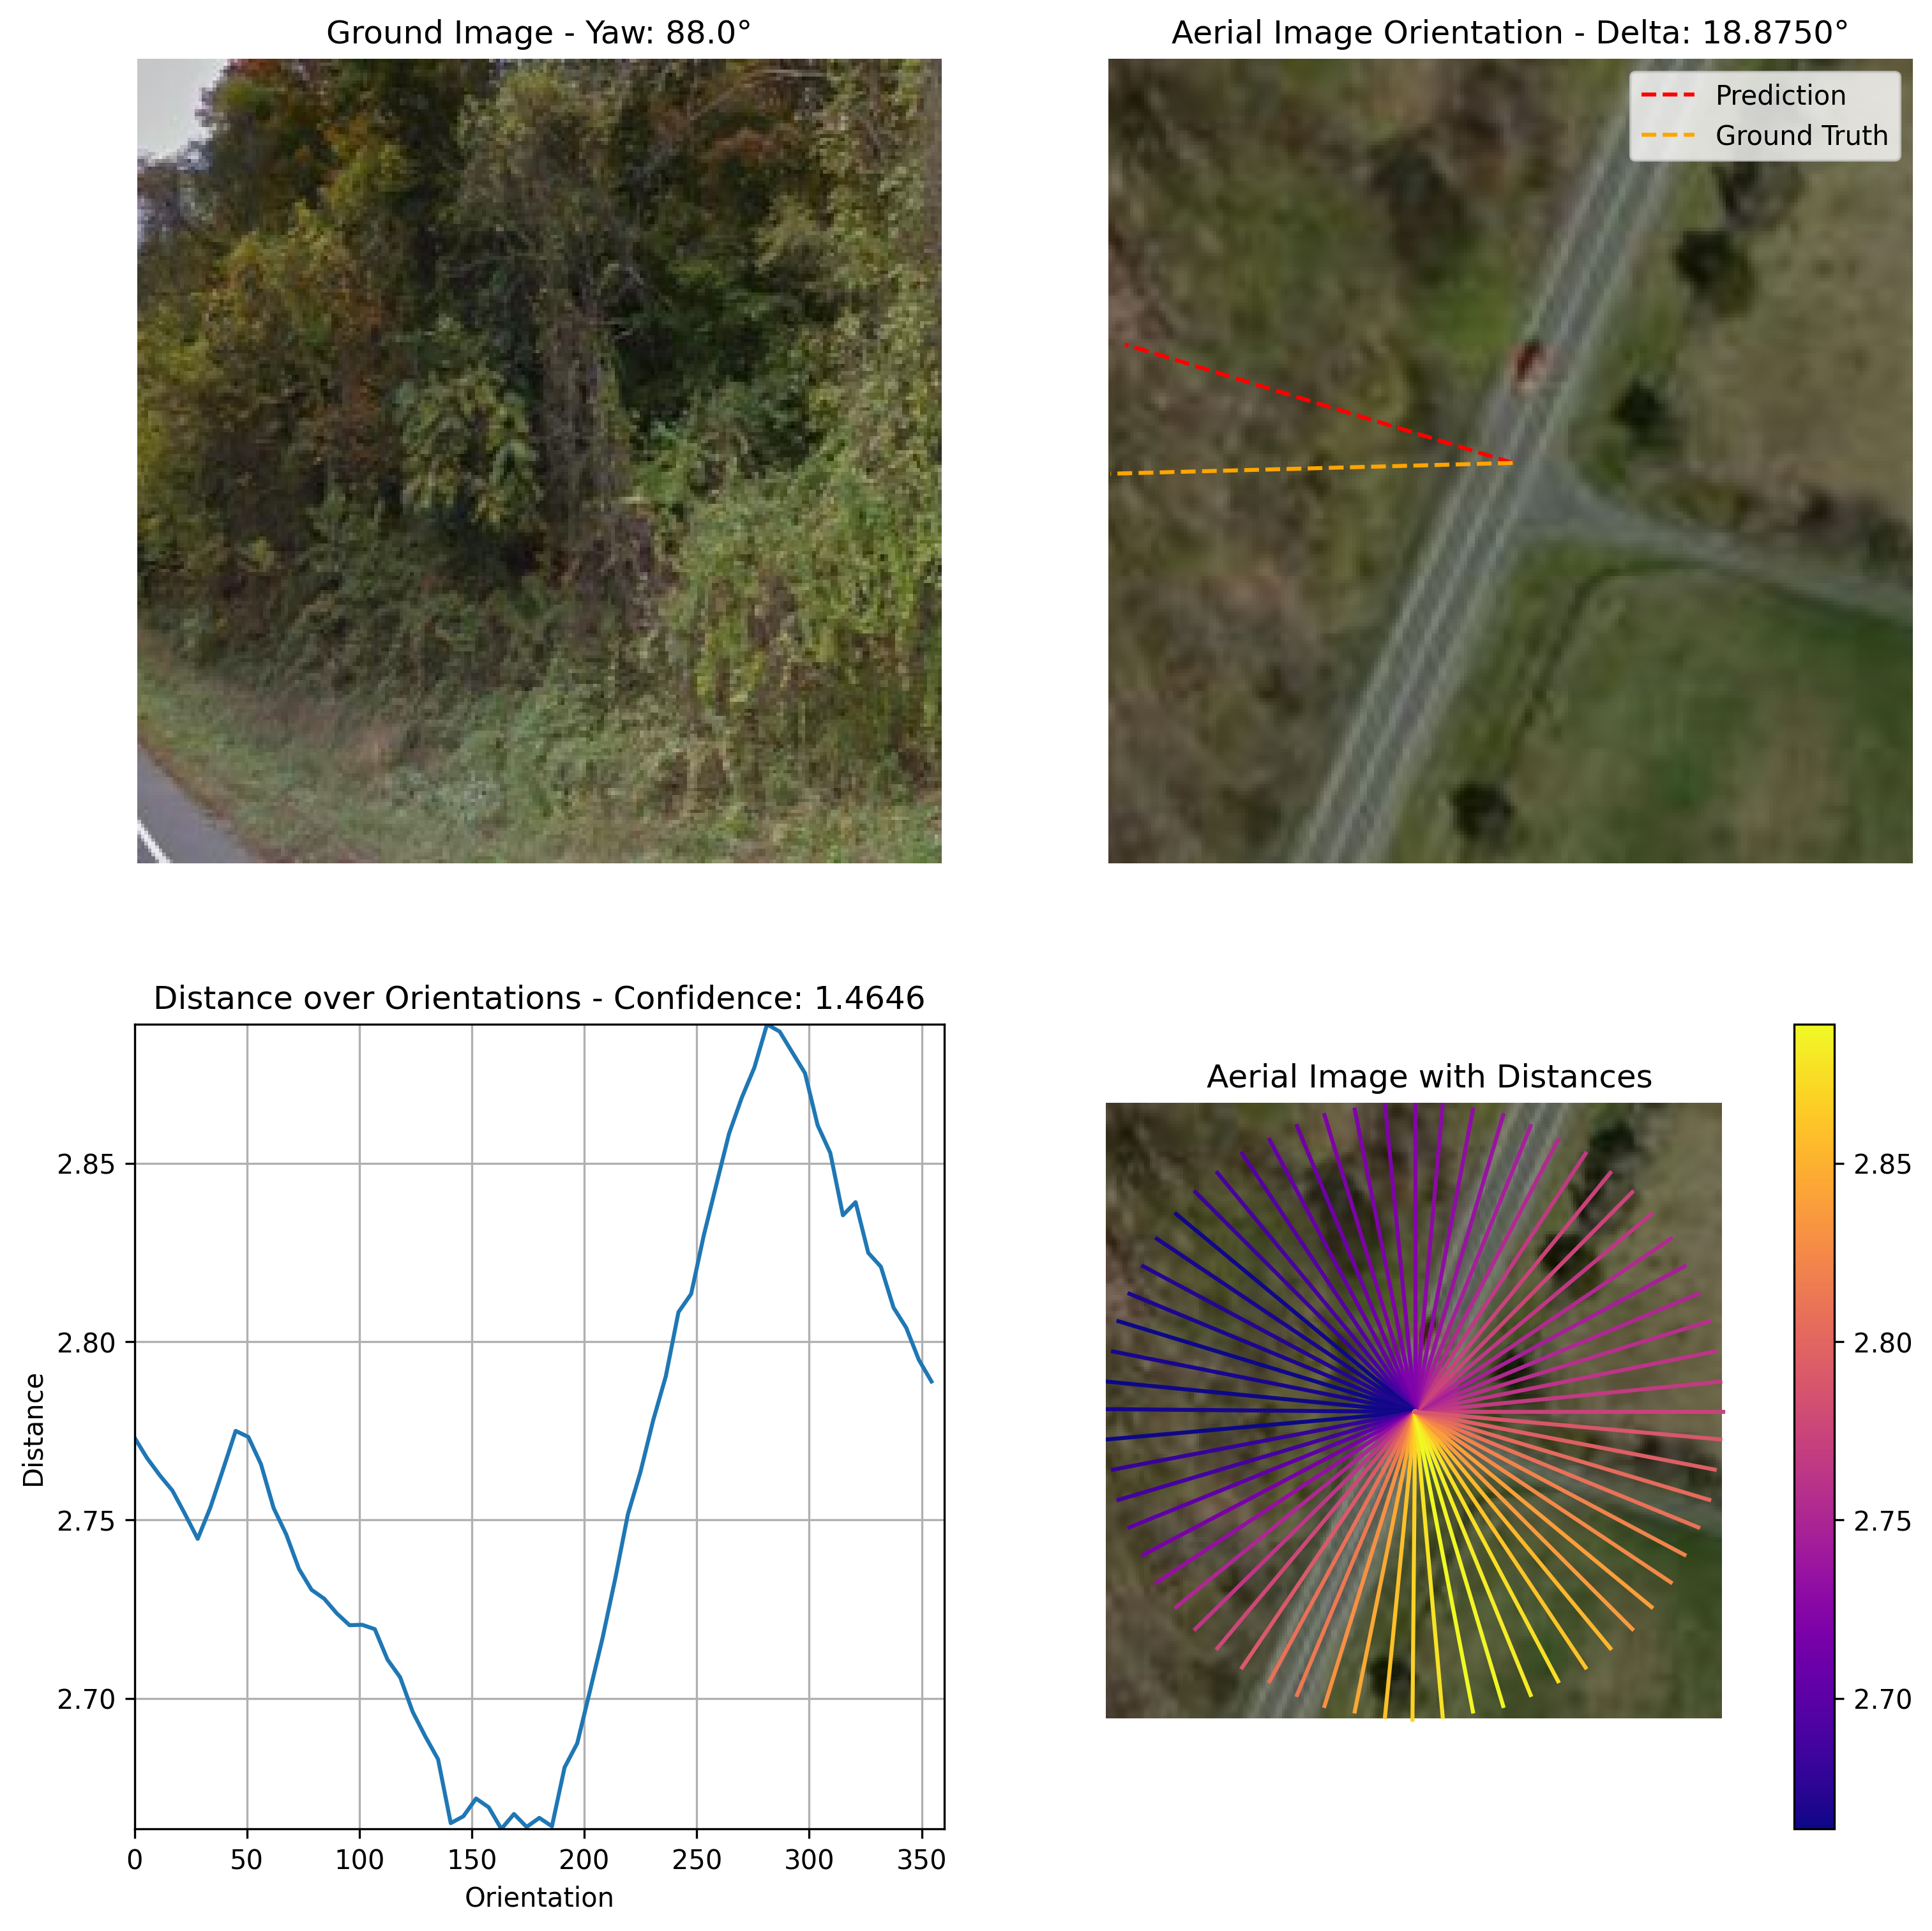 Ground Image - Yaw: 88.0°
Aerial Image Orientation - Delta: 18.8750°
Prediction
Ground Truth
Distance over Orientations - Confidence: 1.4646
Distance
2.85
2.80
2.75
2.70
0 50 100 150 200 250 300 350
Orientation
Aerial Image with Distances
2.85
2.80
2.75
2.70